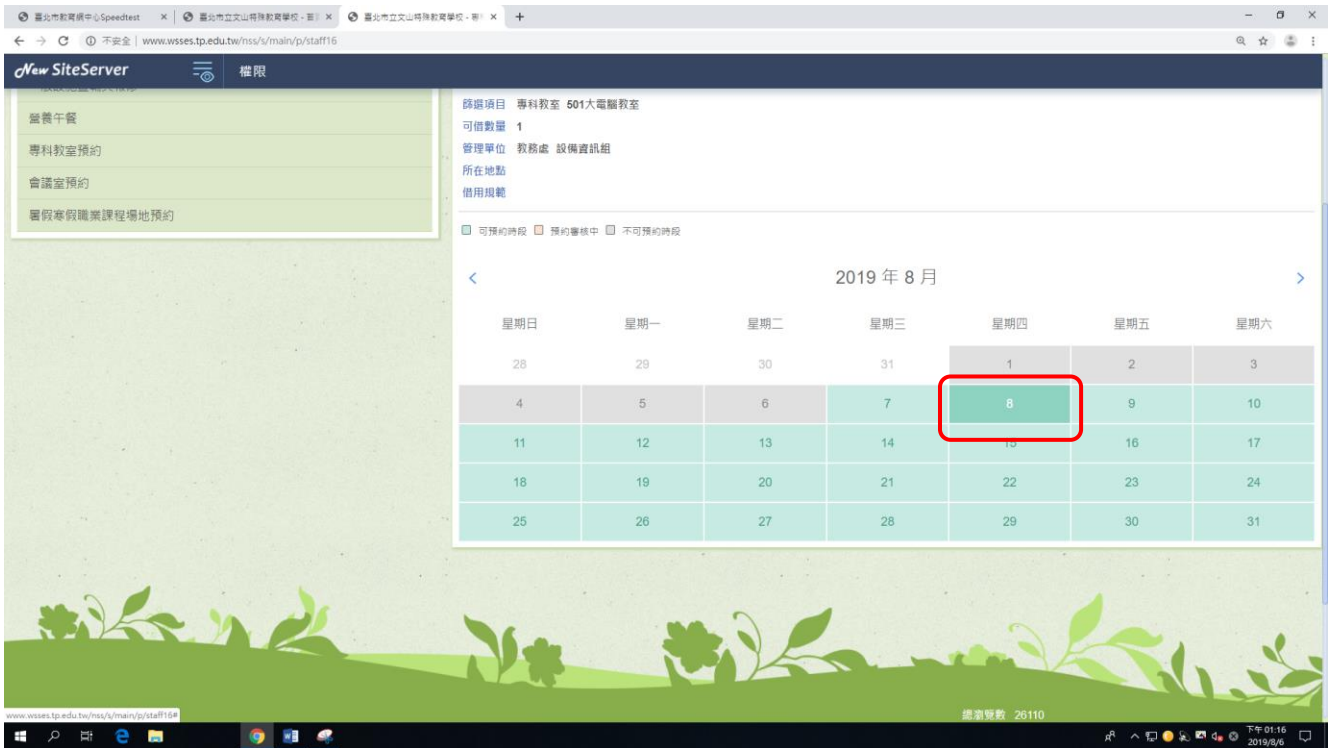 臺北市教育網中心Speedtest
臺北市立文山特殊教育學校 - 首
臺北市立文山特殊教育學校 - 專
不安全 | www.wsses.tp.edu.tw/nss/s/main/p/staff16
New SiteServer 權限
營養午餐
專科教室預約
會議室預約
暑假寒假職業課程場地預約
篩選項目 專科教室 501大電腦教室
可借數量 1
管理單位 教務處 設備資訊組
所在地點
借用規範
可預約時段 預約審核中 不可預約時段
2019 年 8 月
星期日 星期一 星期二 星期三 星期四 星期五 星期六
28 29 30 31 1 2 3
4 5 6 7 8 9 10
11 12 13 14 15 16 17
18 19 20 21 22 23 24
25 26 27 28 29 30 31
總瀏覽數 26110
www.wsses.tp.edu.tw/nss/s/main/p/staff16#
下午 01:16
2019/8/6